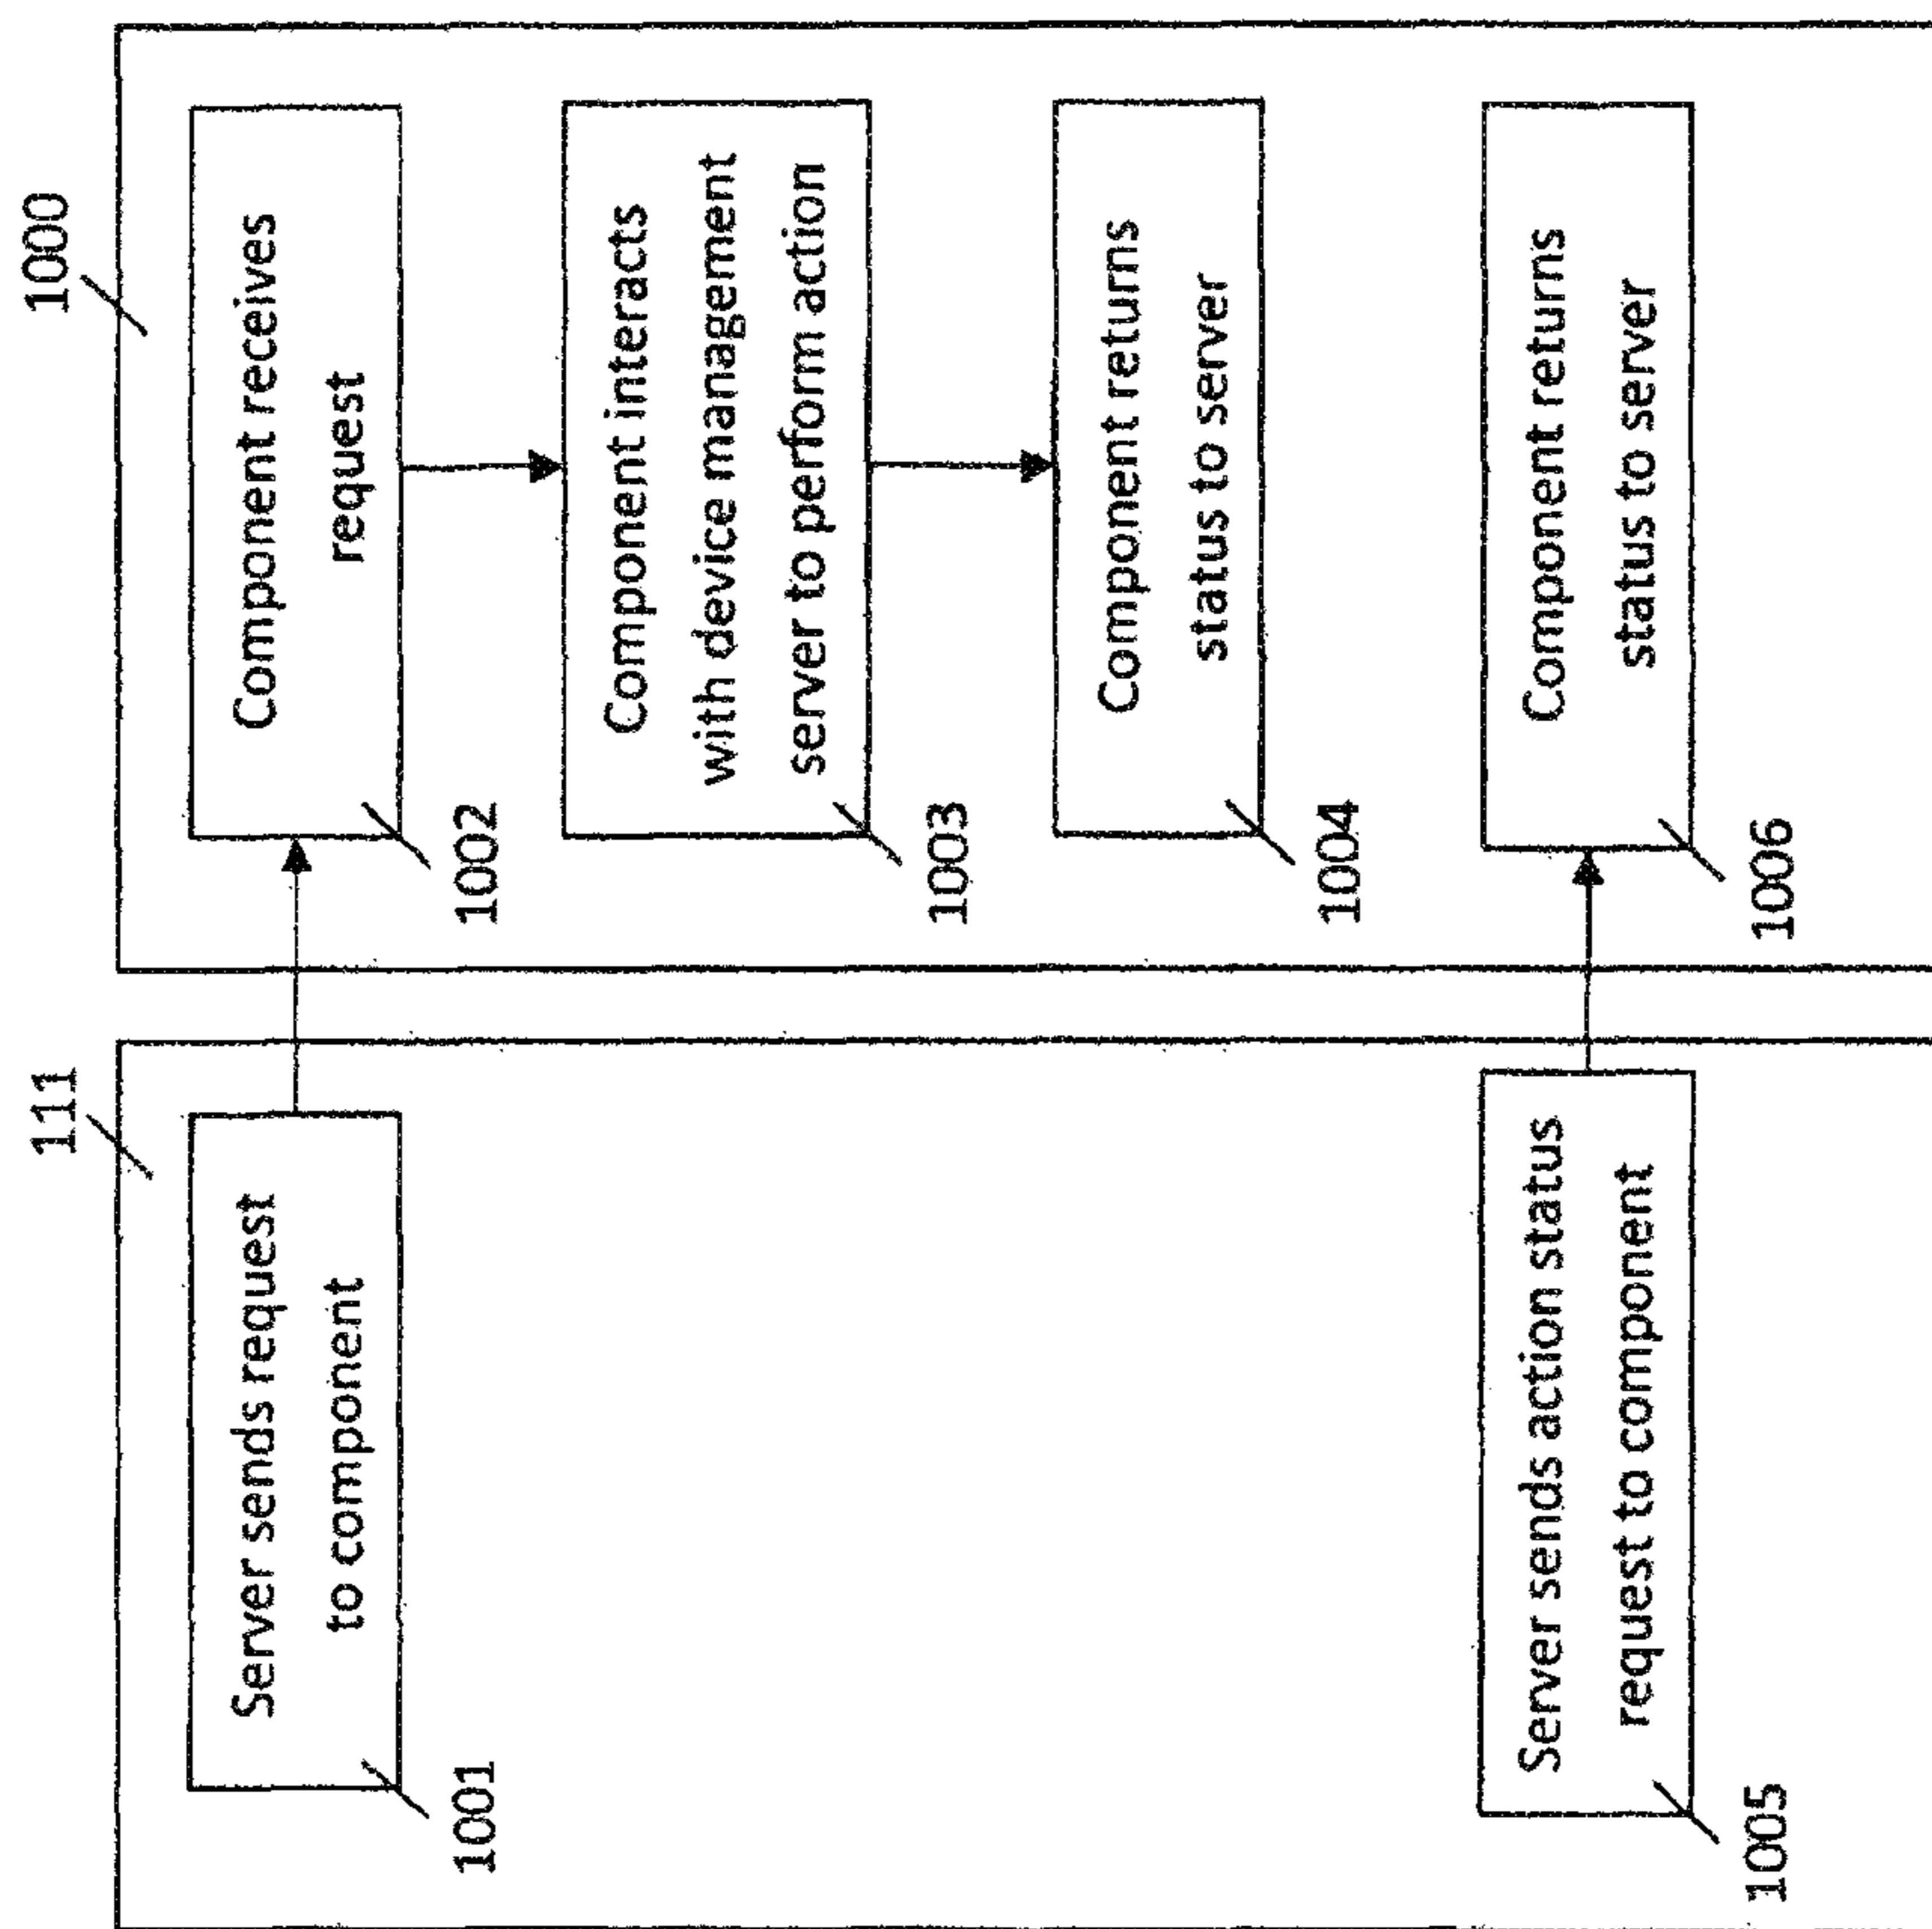 111
1000
Server sends request
to component
1001
Component receives
request
1002
Component interacts
with device management
server to perform action
1003
Component returns
status to server
1004
Server sends action status
request to component
1005
Component returns
status to server
1006